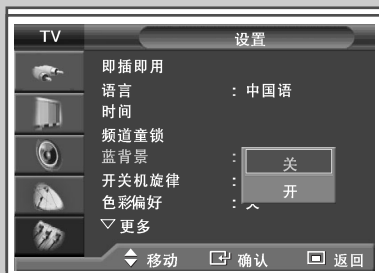 TV 设置
即插即用
语言 : 中国语
时间
频道童锁
蓝背景 : 关
开关机旋律 : 开
色彩偏好 :
▽更多
移动 确认 返回